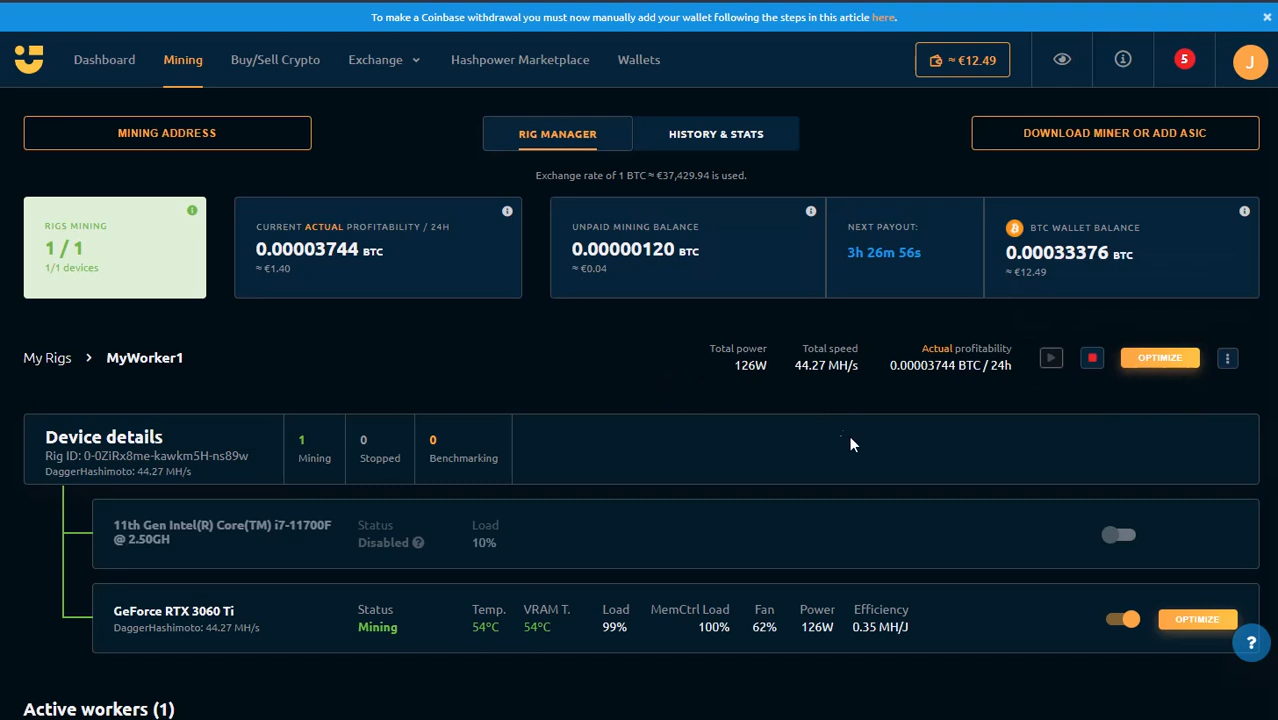 To make a Coinbase withdrawal you must now manually add your wallet following the steps in this article here.
Dashboard
Mining
Buy/Sell Crypto
Exchange
Hashpower Marketplace
Wallets
≈ €12.49
5
J
MINING ADDRESS
RIG MANAGER
HISTORY & STATS
DOWNLOAD MINER OR ADD ASIC
Exchange rate of 1 BTC ≈ €37,429.94 is used.
RIGS MINING
1 / 1
1/1 devices
CURRENT ACTUAL PROFITABILITY / 24H
0.00003744 BTC
≈ €1.40
UNPAID MINING BALANCE
0.00000120 BTC
≈ €0.04
NEXT PAYOUT:
3h 26m 56s
BTC WALLET BALANCE
0.00033376 BTC
≈ €12.49
My Rigs > MyWorker1
Total power
126W
Total speed
44.27 MH/s
Actual profitability
0.00003744 BTC / 24h
OPTIMIZE
Device details
Rig ID: 0-0ZiRx8me-kawkm5H-ns89w
DaggerHashimoto: 44.27 MH/s
1
Mining
0
Stopped
0
Benchmarking
11th Gen Intel(R) Core(TM) i7-11700F
@ 2.50GH
Status
Disabled ?
Load
10%
GeForce RTX 3060 Ti
DaggerHashimoto: 44.27 MH/s
Status
Mining
Temp.
54°C
VRAM T.
54°C
Load
99%
MemCtrl Load
100%
Fan
62%
Power
126W
Efficiency
0.35 MH/J
OPTIMIZE
?
Active workers (1)